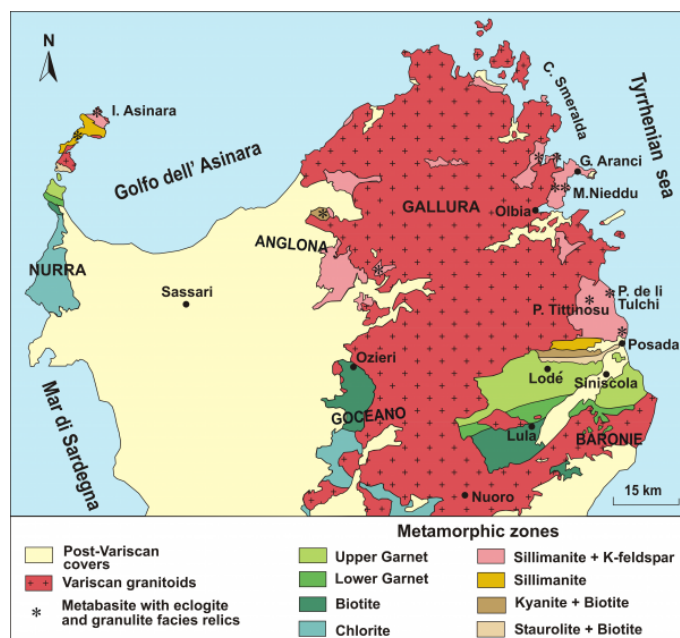 N
I. Asinara
C. Smeralda
Tyrrhenian sea
Golfo dell' Asinara
G. Aranci
M.Nieddu
GALLURA
Olbia
ANGLONA
NURRA
Sassari
P. de li
Tulchi
P. Tittinosu
Posada
Ozieri
Lodé
Siniscola
GOCEANO
Mar di Sardegna
Lula
BARONIE
Nuoro
15 km
Metamorphic zones
Post-Variscan
covers
Variscan granitoids
Metabasite with eclogite
and granulite facies relics
Upper Garnet
Lower Garnet
Biotite
Chlorite
Sillimanite + K-feldspar
Sillimanite
Kyanite + Biotite
Staurolite + Biotite